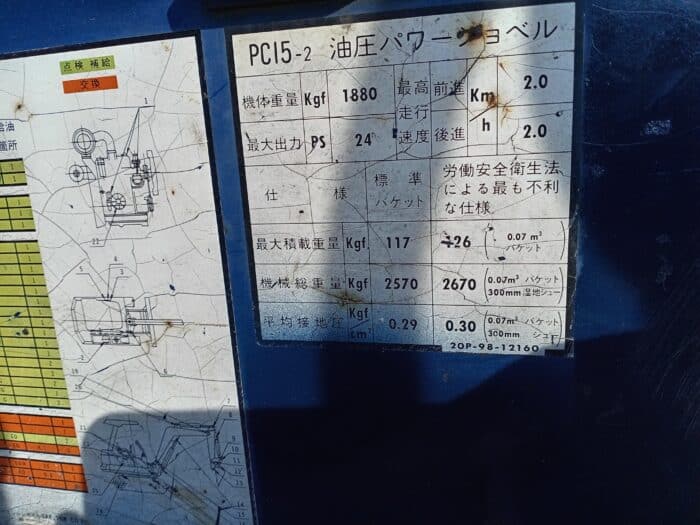 点検 補給
交換
給油
箇所
PC15-2 油圧パワーショベル
機体重量 Kgf 1880 最高走行速度 前進 Km/h 2.0
最大出力 PS 24 後進 2.0
仕様 標準バケット 労働安全衛生法による最も不利な仕様
最大積載重量 Kgf 117 126 (0.07m³ バケット)
機械総重量 Kgf 2570 2670 (0.07m³ バケット 300mm 湿地シュー)
平均接地圧 Kgf/cm² 0.29 0.30 (0.07m³ バケット 300mm シュー)
20P-98-12160